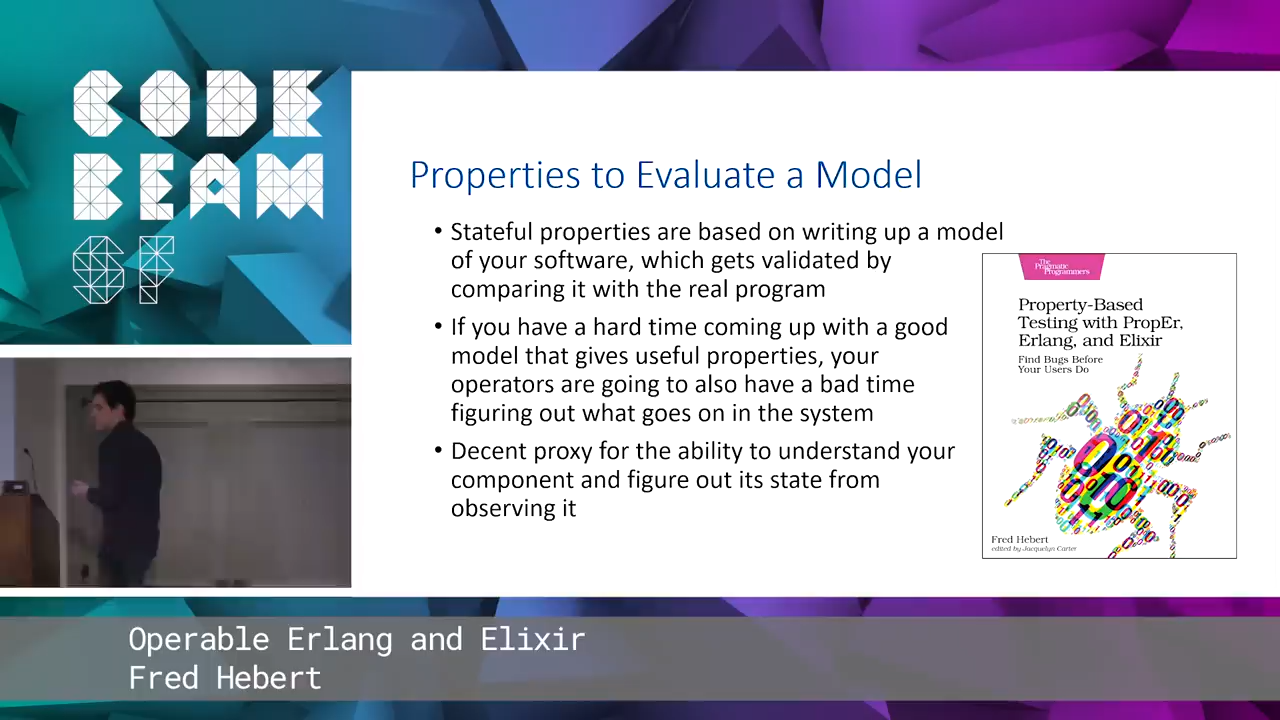 CODE
BEAM
SF
Properties to Evaluate a Model
• Stateful properties are based on writing up a model
of your software, which gets validated by
comparing it with the real program
• If you have a hard time coming up with a good
model that gives useful properties, your
operators are going to also have a bad time
figuring out what goes on in the system
• Decent proxy for the ability to understand your
component and figure out its state from
observing it
The
Pragmatic
Programmers
Property-Based
Testing with PropEr,
Erlang, and Elixir
Find Bugs Before
Your Users Do
Fred Hebert
edited by Jacquelyn Carter
Operable Erlang and Elixir
Fred Hebert